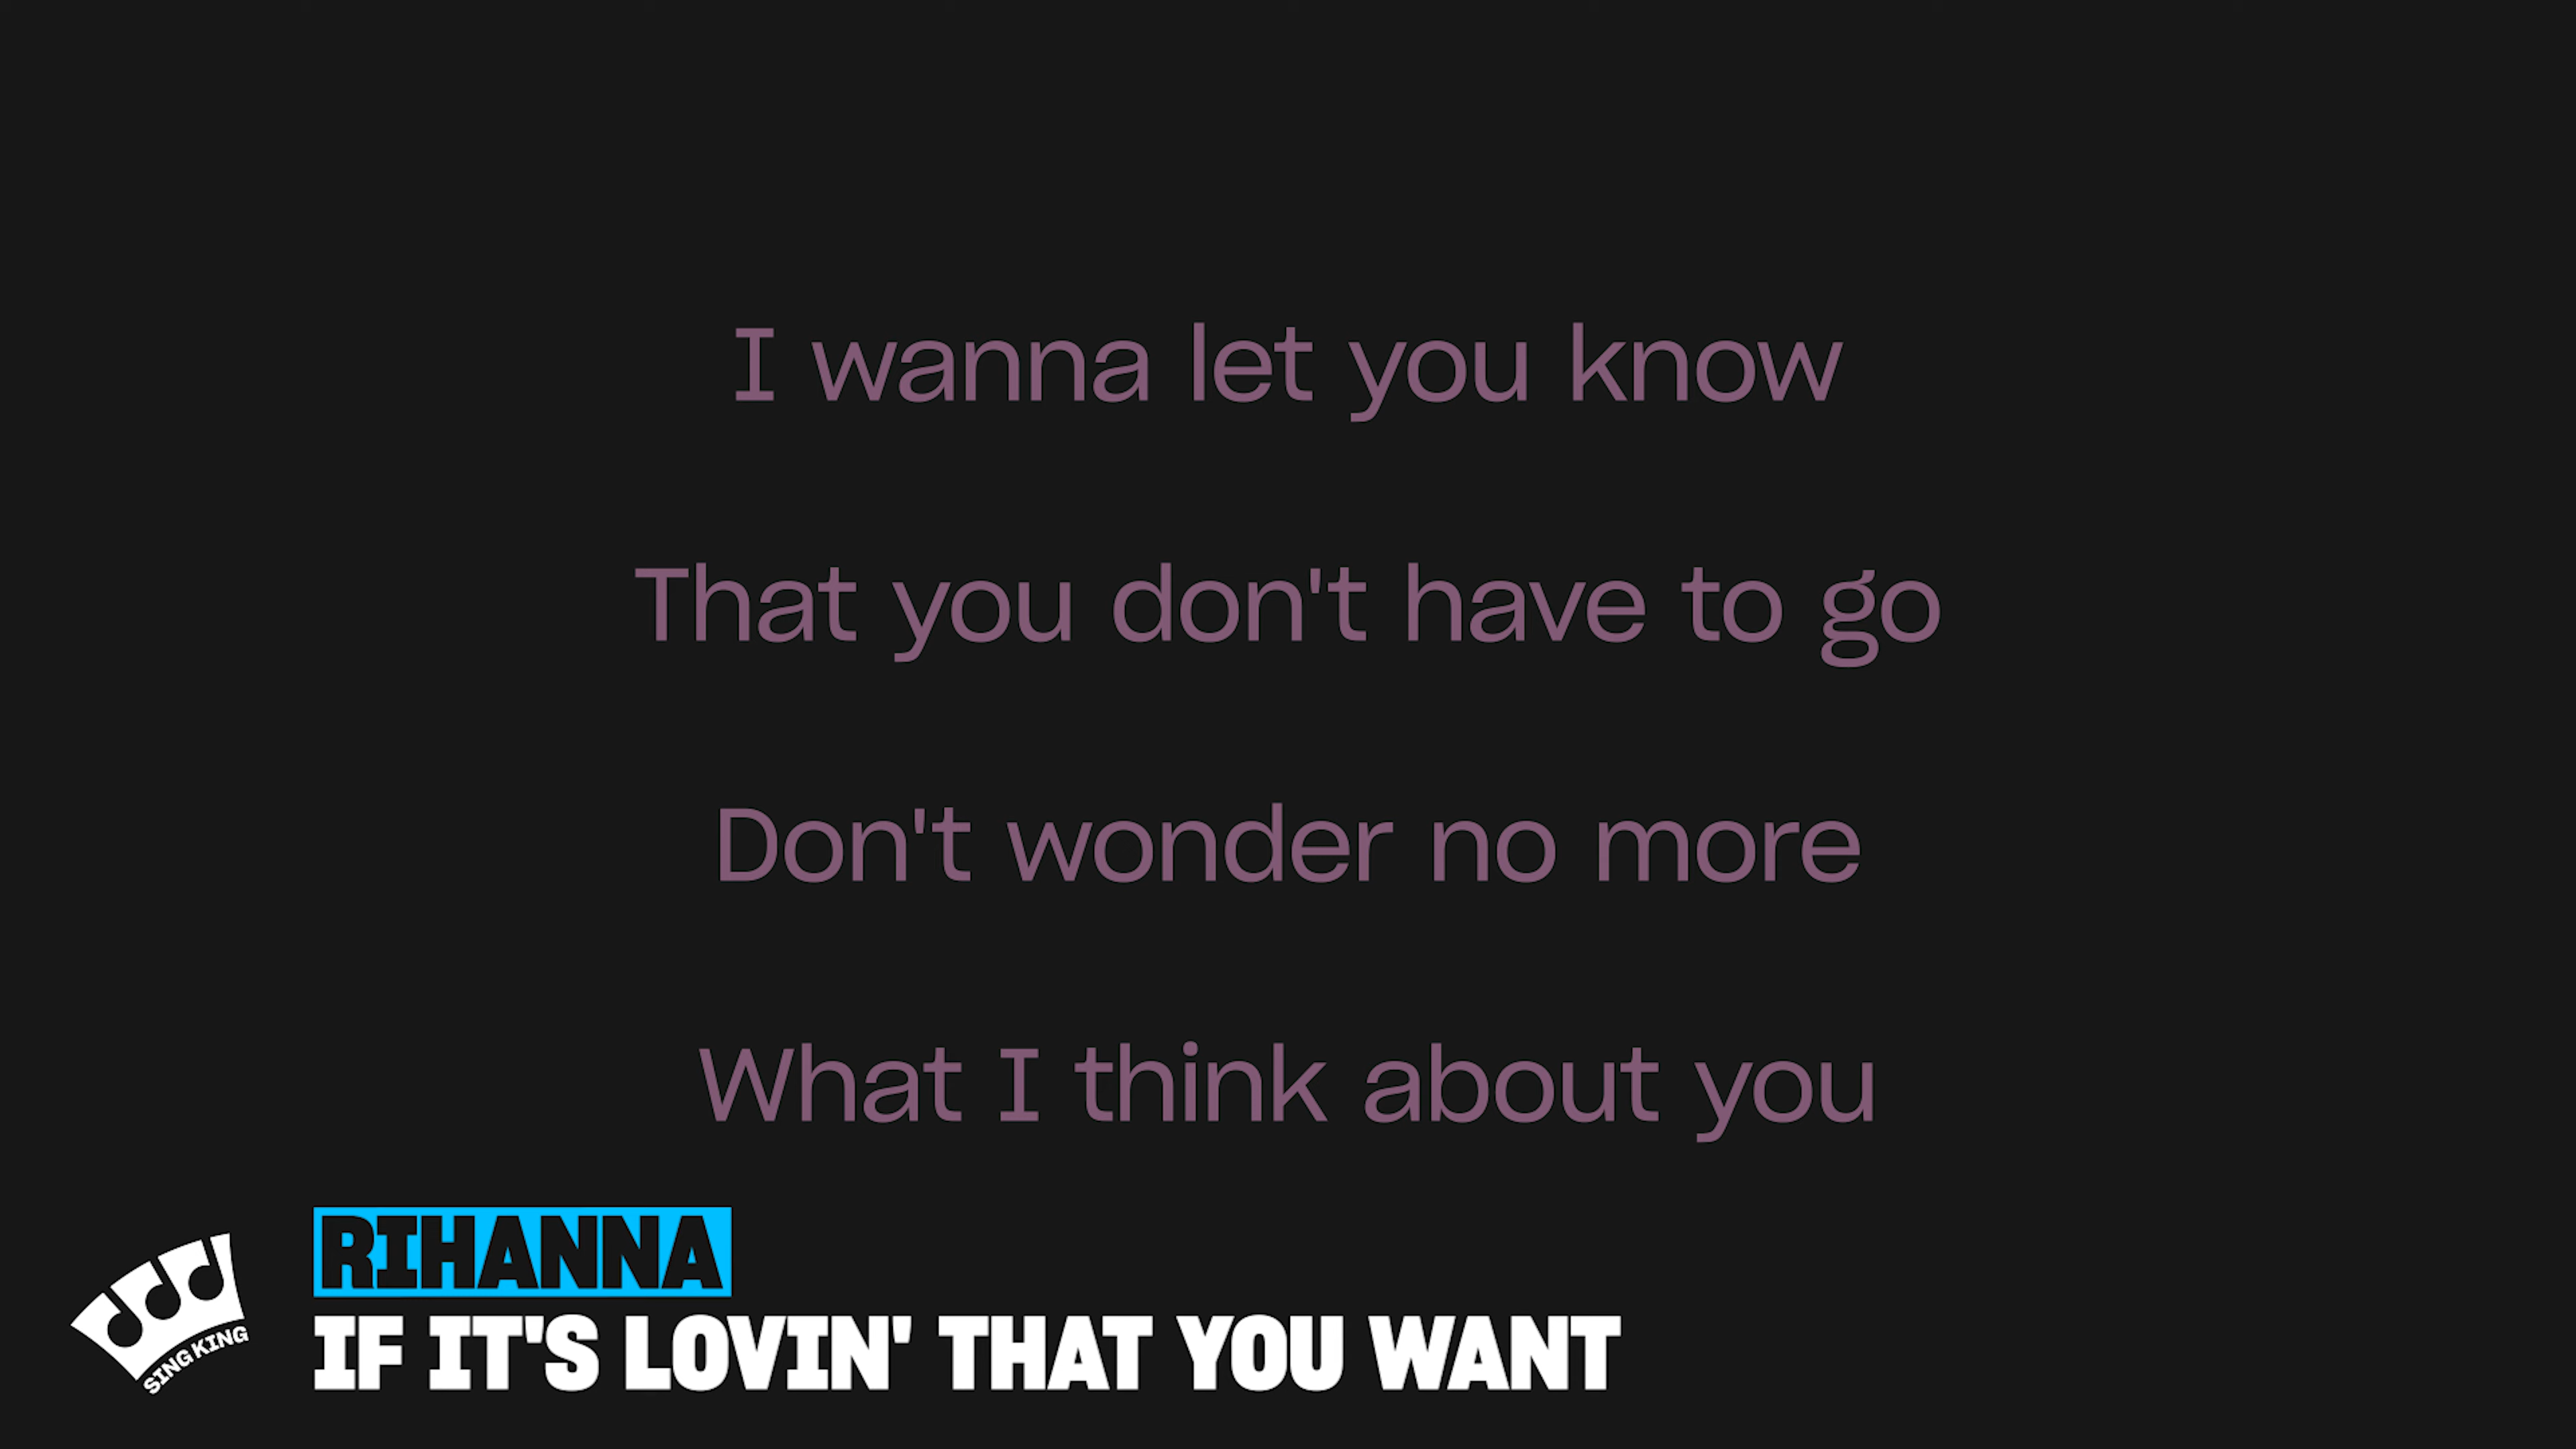 I wanna let you know
That you don't have to go
Don't wonder no more
What I think about you
RIHANNA
IF IT'S LOVIN' THAT YOU WANT
SING KING